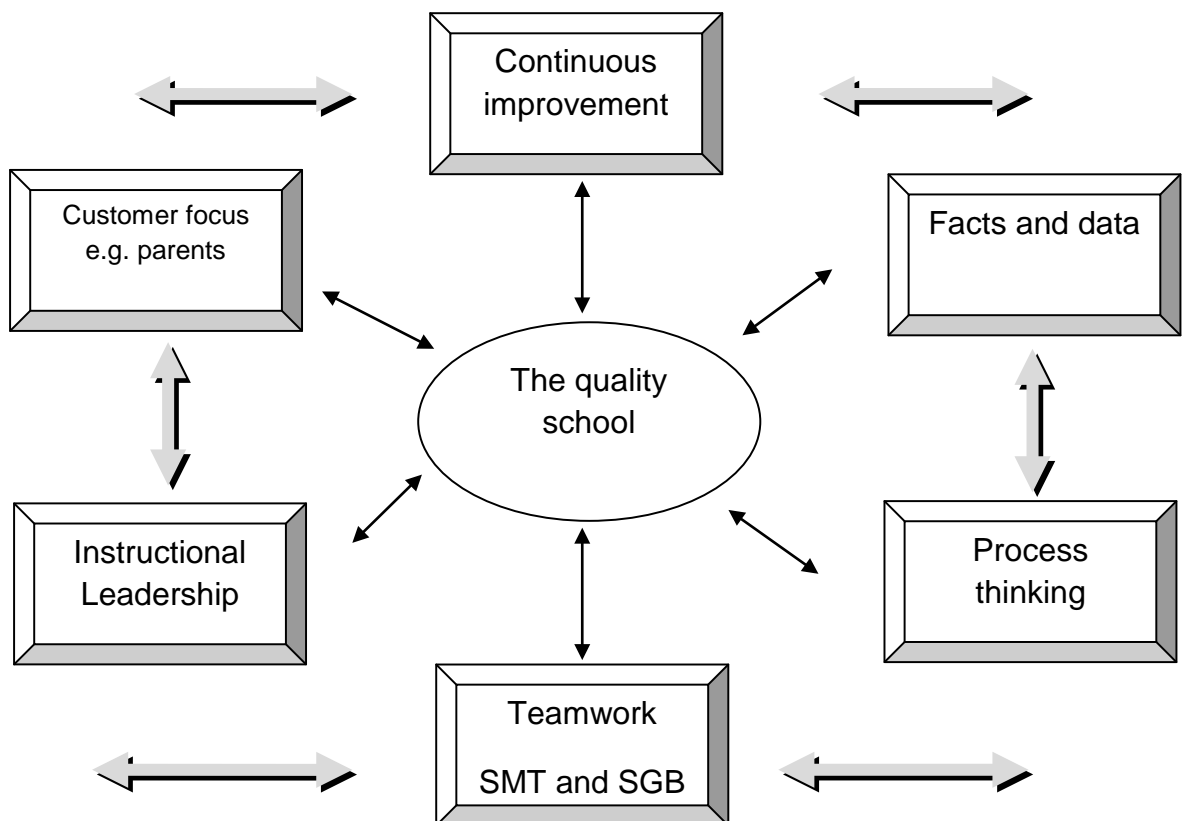 Continuous
improvement
Customer focus
e.g. parents
Facts and data
The quality
school
Instructional
Leadership
Process
thinking
Teamwork
SMT and SGB